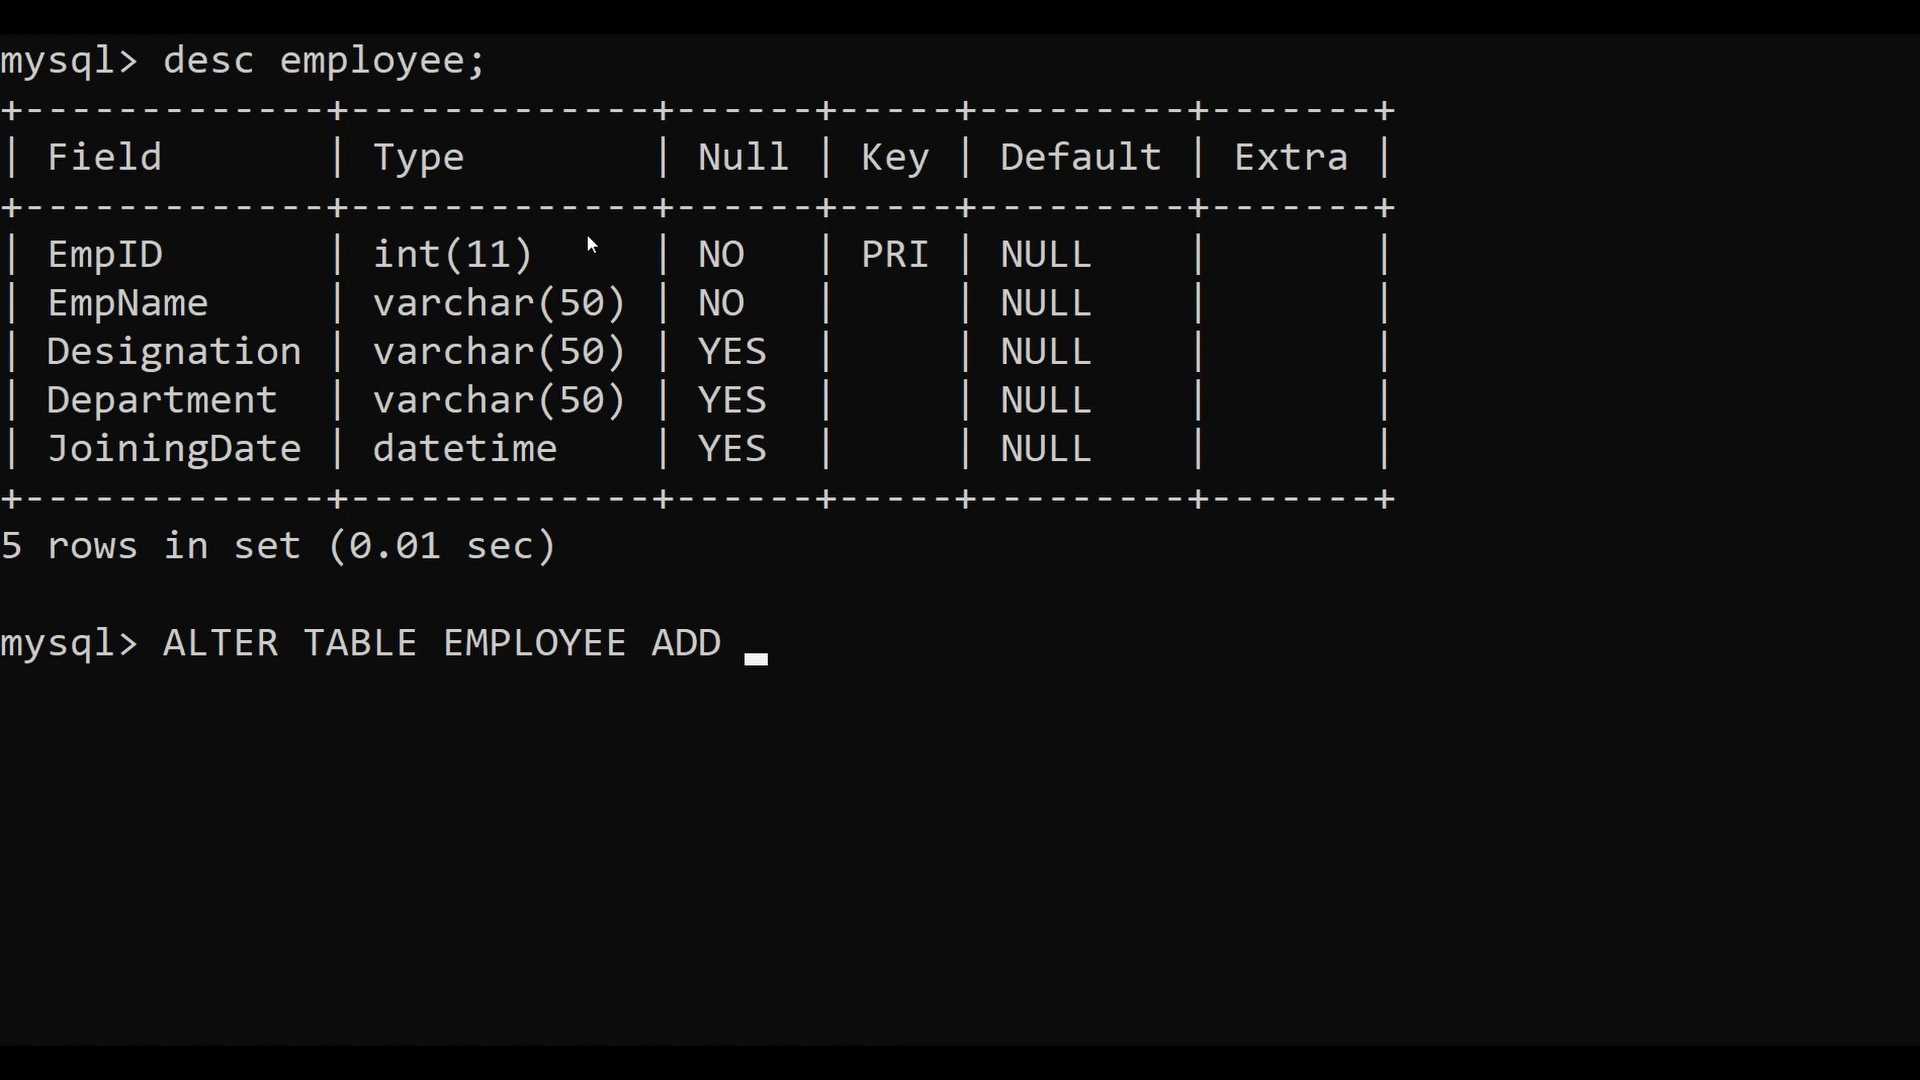 mysql> desc employee;
+-------------+-------------+------+-----+---------+-------+
| Field       | Type        | Null | Key | Default | Extra |
+-------------+-------------+------+-----+---------+-------+
| EmpID       | int(11)     | NO   | PRI | NULL    |       |
| EmpName     | varchar(50) | NO   |     | NULL    |       |
| Designation | varchar(50) | YES  |     | NULL    |       |
| Department  | varchar(50) | YES  |     | NULL    |       |
| JoiningDate | datetime    | YES  |     | NULL    |       |
+-------------+-------------+------+-----+---------+-------+
5 rows in set (0.01 sec)
mysql> ALTER TABLE EMPLOYEE ADD